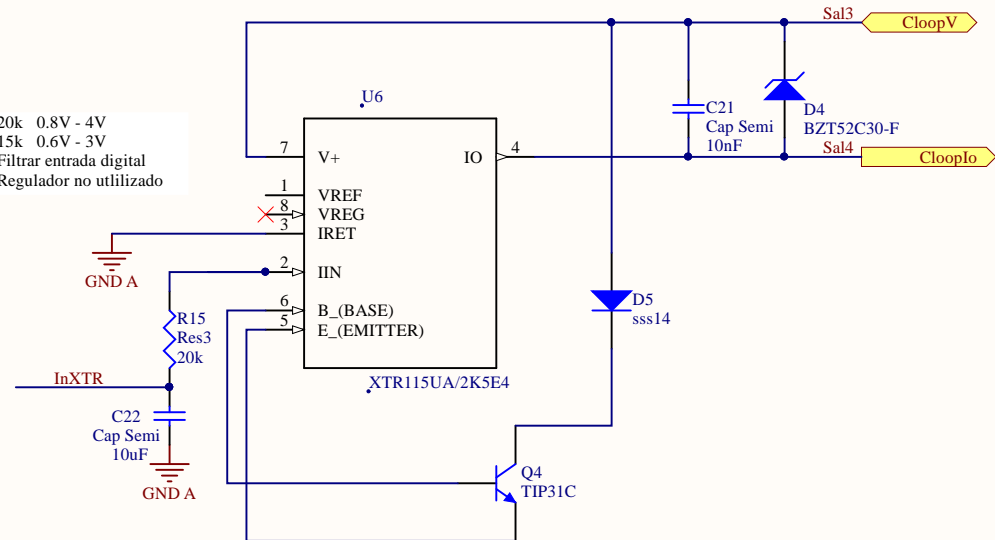 Sal3
CloopV
U6
20k 0.8V - 4V
15k 0.6V - 3V
Filtrar entrada digital
Regulador no utlilizado
C21
Cap Semi
10nF
D4
BZT52C30-F
7
V+
IO
4
Sal4
CloopIo
1
VREF
8
VREG
3
IRET
GND A
2
IIN
6
B_(BASE)
5
E_(EMITTER)
R15
Res3
20k
D5
sss14
InXTR
XTR115UA/2K5E4
C22
Cap Semi
10uF
GND A
Q4
TIP31C